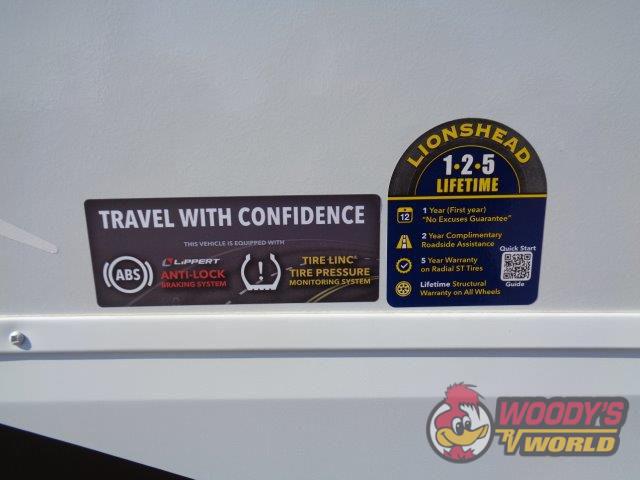 TRAVEL WITH CONFIDENCE
THIS VEHICLE IS EQUIPPED WITH
ABS
LIPPERT
ANTI-LOCK
BRAKING SYSTEM
TIRE LINC
TIRE PRESSURE
MONITORING SYSTEM
LIONSHEAD
1·2·5
LIFETIME
12
1 Year (First year)
"No Excuses Guarantee"
2 Year Complimentary
Roadside Assistance
5 Year Warranty
on Radial ST Tires
Lifetime Structural
Warranty on All Wheels
Quick Start
Guide
WOODY'S
RV WORLD